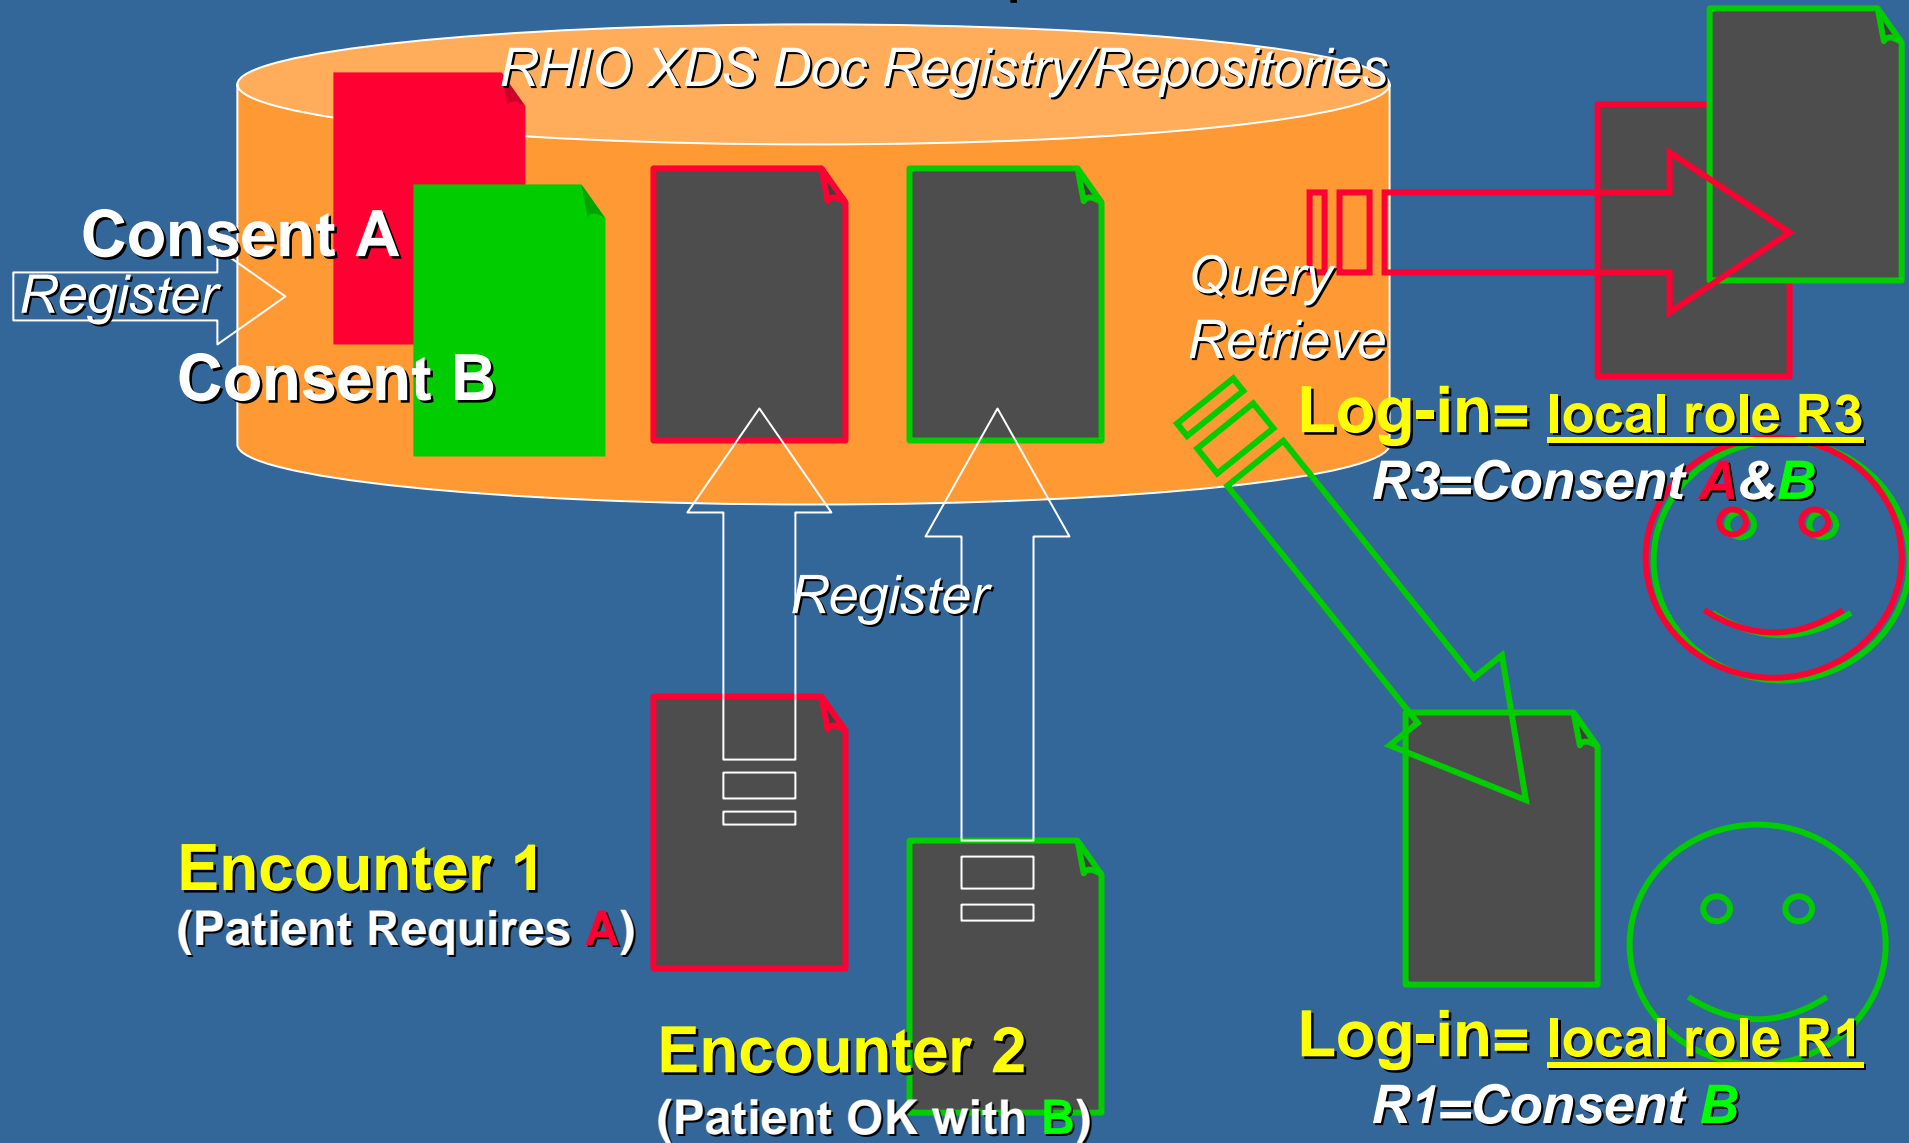 RHIO XDS Doc Registry/Repositories
Consent A
Register
Consent B
Query
Retrieve
Log-in= local role R3
R3=Consent A&B
Register
Encounter 1
(Patient Requires A)
Encounter 2
(Patient OK with B)
Log-in= local role R1
R1=Consent B